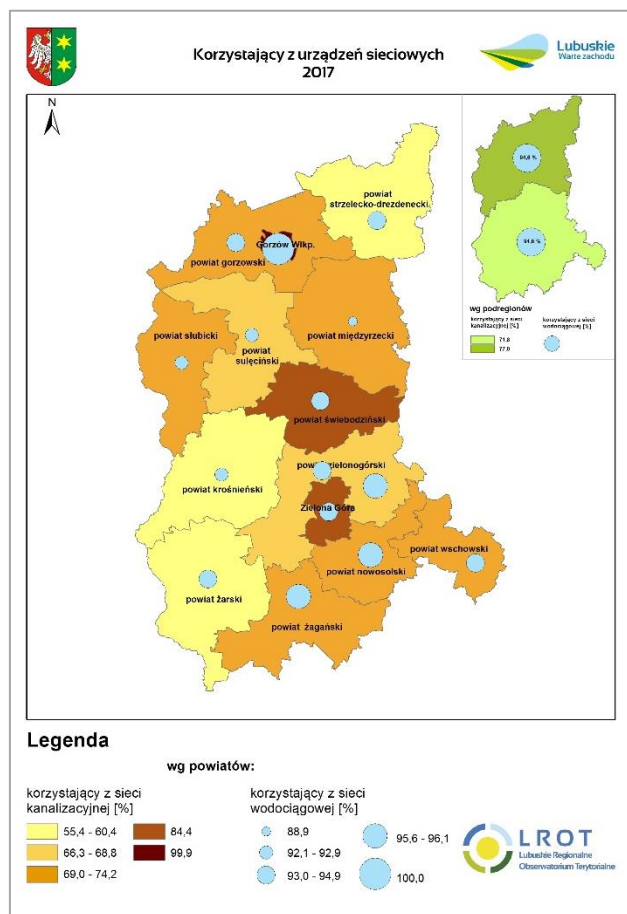 Korzystający z urządzeń sieciowych
2017
Lubuskie
Warte zachodu
N
powiat
strzelecko-drezdenecki
Gorzów Wlkp.
powiat gorzowski
powiat słubicki
powiat
sulęciński
powiat międzyrzecki
powiat świebodziński
powiat zielonogórski
powiat krośnieński
Zielona Góra
powiat wschowski
powiat nowosolski
powiat żarski
powiat żagański
94,8 %
94,8 %
wg podregionów
korzystający z sieci
kanalizacyjnej [%]
71,8
77,0
korzystający z sieci
wodociągowej [%]
Legenda
wg powiatów:
korzystający z sieci
kanalizacyjnej [%]
55,4 - 60,4
66,3 - 68,8
69,0 - 74,2
84,4
99,9
korzystający z sieci
wodociągowej [%]
88,9
92,1 - 92,9
93,0 - 94,9
95,6 - 96,1
100,0
LROT
Lubuskie Regionalne
Obserwatorium Terytorialne